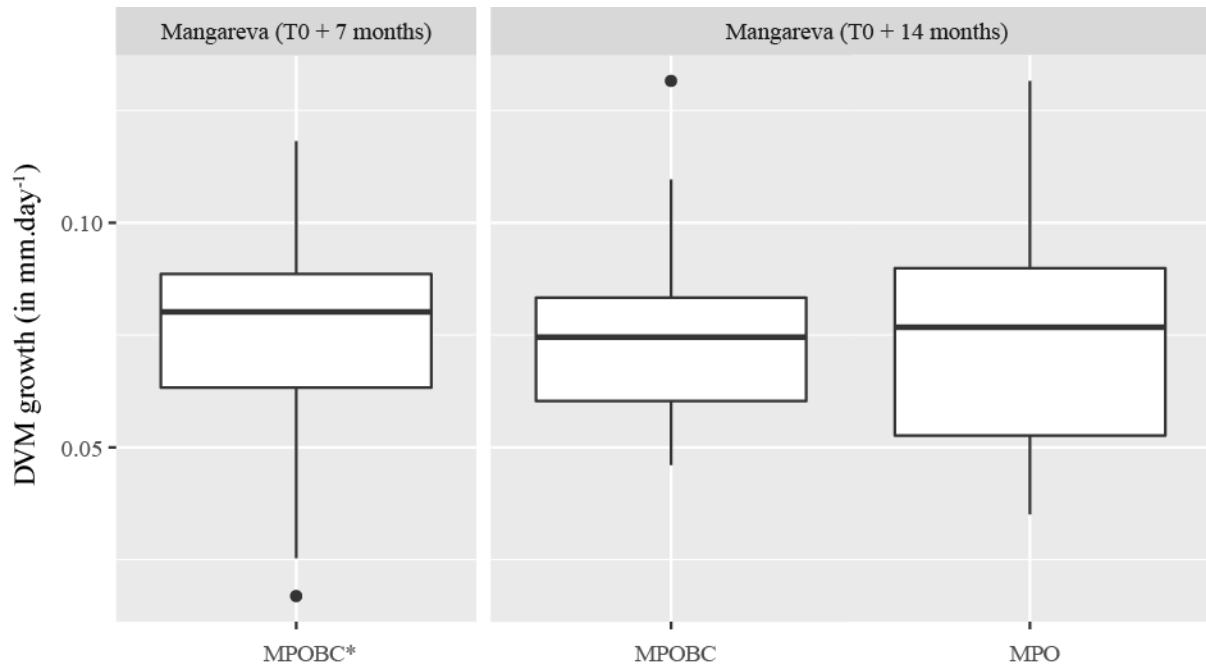 Mangareva (T0 + 7 months)
Mangareva (T0 + 14 months)
DVM growth (in mm.day⁻¹)
0.10
0.05
MPOBC*
MPOBC
MPO